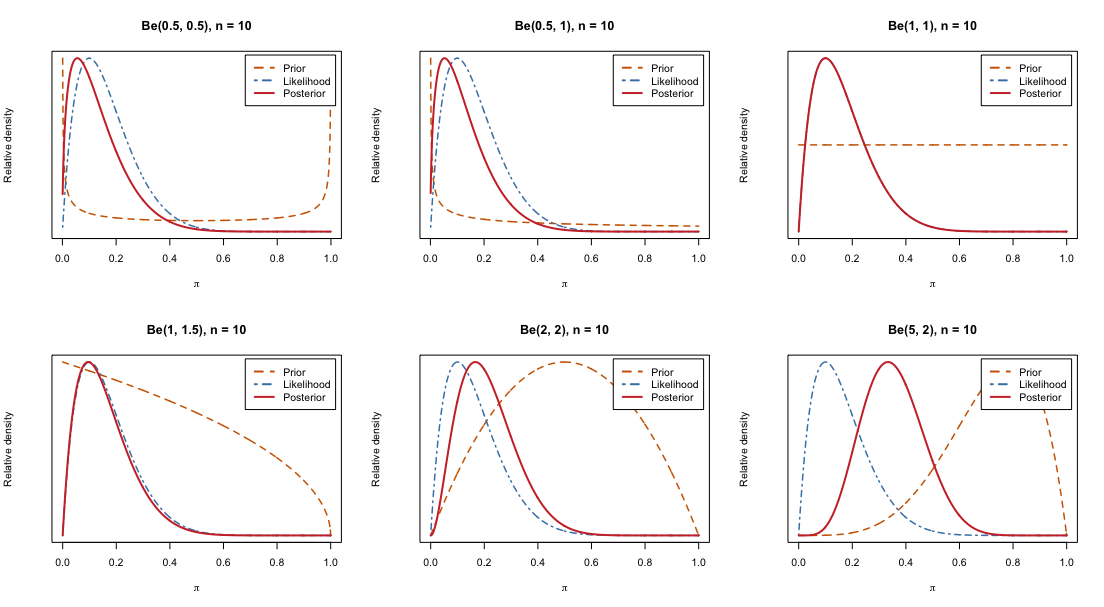 Be(0.5, 0.5), n = 10
Relative density
Prior
Likelihood
Posterior
0.0 0.2 0.4 0.6 0.8 1.0
π
Be(0.5, 1), n = 10
Relative density
Prior
Likelihood
Posterior
0.0 0.2 0.4 0.6 0.8 1.0
π
Be(1, 1), n = 10
Relative density
Prior
Likelihood
Posterior
0.0 0.2 0.4 0.6 0.8 1.0
π
Be(1, 1.5), n = 10
Relative density
Prior
Likelihood
Posterior
0.0 0.2 0.4 0.6 0.8 1.0
π
Be(2, 2), n = 10
Relative density
Prior
Likelihood
Posterior
0.0 0.2 0.4 0.6 0.8 1.0
π
Be(5, 2), n = 10
Relative density
Prior
Likelihood
Posterior
0.0 0.2 0.4 0.6 0.8 1.0
π